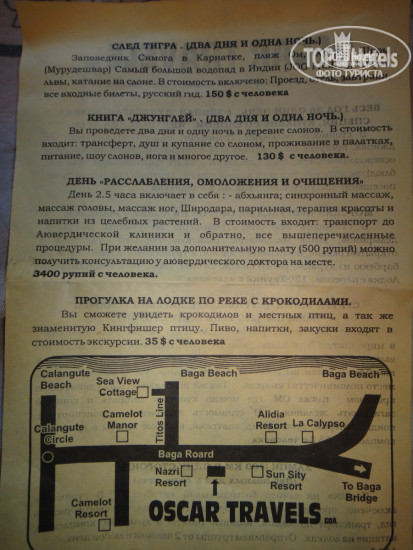 СЛЕД ТИГРА . (ДВА ДНЯ И ОДНА НОЧЬ.)
TopHotels
ФОТО ТУРИСТА
Заповедник Симога в Карнатке, пляж
(Мурудешвар) Самый большой водопад в Индии
львы, катание на слоне. В стоимость включено: Проезд,
все входные билеты, русский гид. 150 $ с человека
КНИГА «ДЖУНГЛЕЙ» . (ДВА ДНЯ И ОДНА НОЧЬ.)
Вы проведете два дня и одну ночь в деревне слонов. В стоимость
входит: трансферт, душ и купание со слоном, проживание в палатках,
питание, шоу слонов, йога и многое другое. 130 $ с человека.
ДЕНЬ «РАССЛАБЛЕНИЯ, ОМОЛОЖЕНИЯ И ОЧИЩЕНИЯ»
День 2.5 часа включает в себя : - абхьянга; синхронный массаж,
массаж головы, массаж ног, Широдара, парильная, терапия красоты и
напитки из целебных растений. В стоимость входит: транспорт до
Аюрведической клиники и обратно, все вышеперечисленные
процедуры. При желании за дополнительную плату (500 рупий) можно
получить консультацию у аюведического доктора на месте.
3400 рупий с человека.
ПРОГУЛКА НА ЛОДКЕ ПО РЕКЕ С КРОКОДИЛАМИ.
Вы сможете увидеть крокодилов и местных птиц, а так же
знаменитую Кингфишер птицу. Пиво, напитки, закуски входят в
стоимость экскурсии. 35 $ с человека
Calangute Beach
Baga Beach
Baga Beach
Sea View Cottage
Titos Line
Camelot Manor
Alidia Resort
La Calypso
Calangute Circle
Baga Roard
Nazri Resort
Sun Sity Resort
To Baga Bridge
Camelot Resort
OSCAR TRAVELS GOA